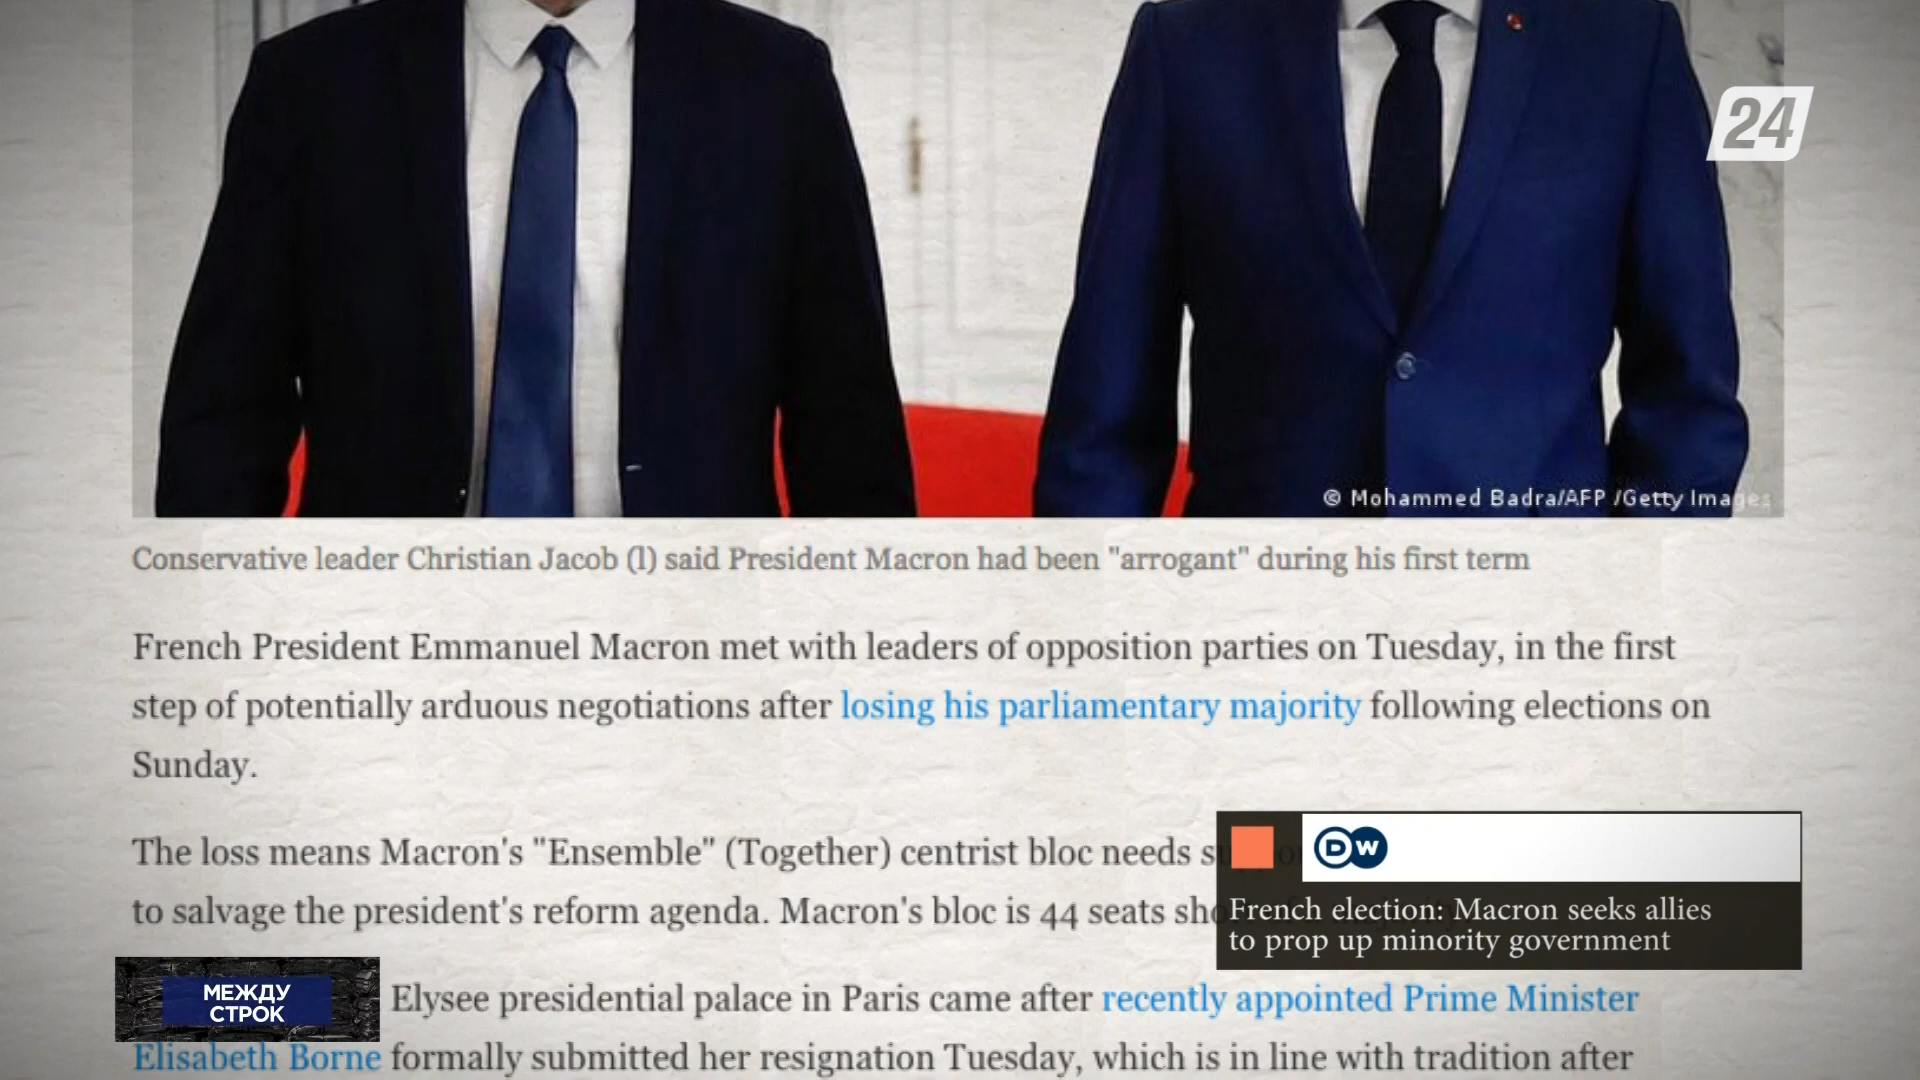 24
© Mohammed Badra/AFP /Getty Images
Conservative leader Christian Jacob (l) said President Macron had been "arrogant" during his first term
French President Emmanuel Macron met with leaders of opposition parties on Tuesday, in the first
step of potentially arduous negotiations after losing his parliamentary majority following elections on
Sunday.
The loss means Macron's "Ensemble" (Together) centrist bloc needs
to salvage the president's reform agenda. Macron's bloc is 44 seats
DW
French election: Macron seeks allies
to prop up minority government
МЕЖДУ
СТРОК
Elysee presidential palace in Paris came after recently appointed Prime Minister
Elisabeth Borne formally submitted her resignation Tuesday, which is in line with tradition after